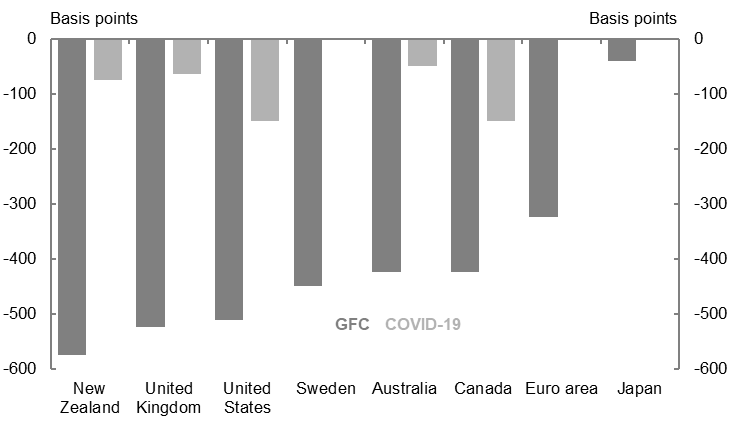 Basis points Basis points
0 0
-100 -100
-200 -200
-300 -300
-400 -400
-500 -500
GFC COVID-19
-600 -600
New Zealand
United Kingdom
United States
Sweden
Australia
Canada
Euro area
Japan